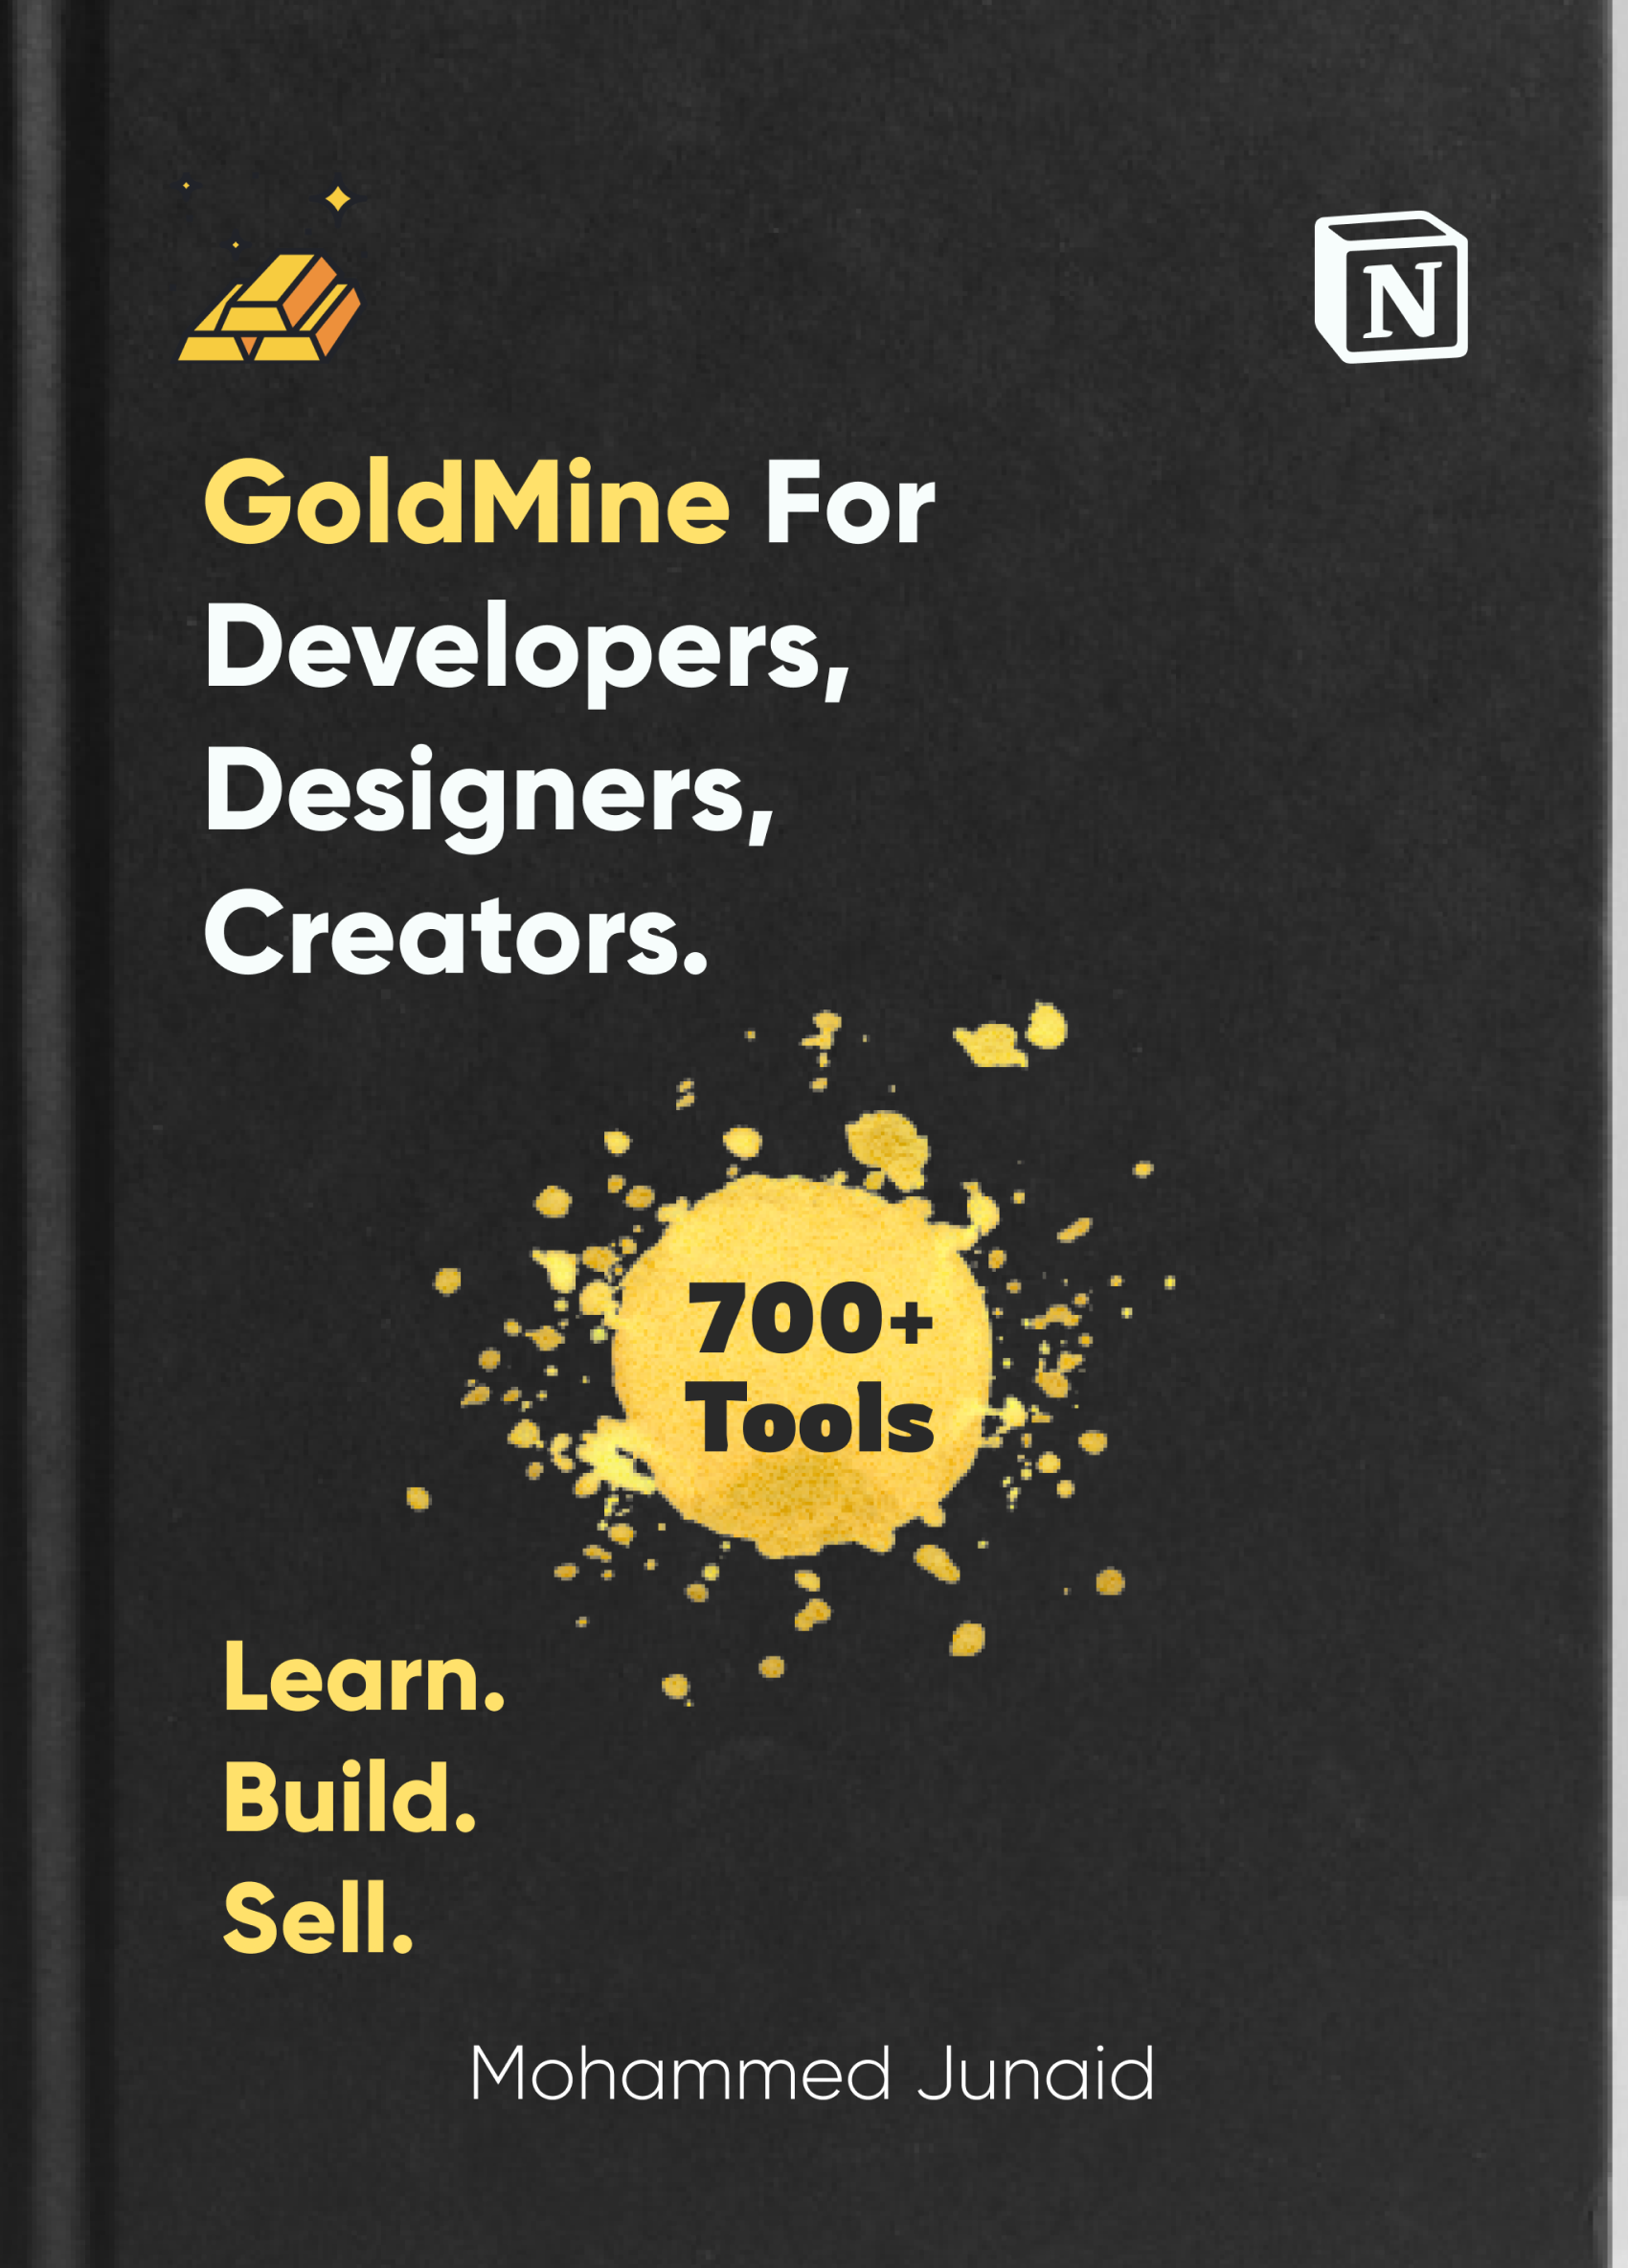 N
GoldMine For
Developers,
Designers,
Creators.
700+
Tools
Learn.
Build.
Sell.
Mohammed Junaid